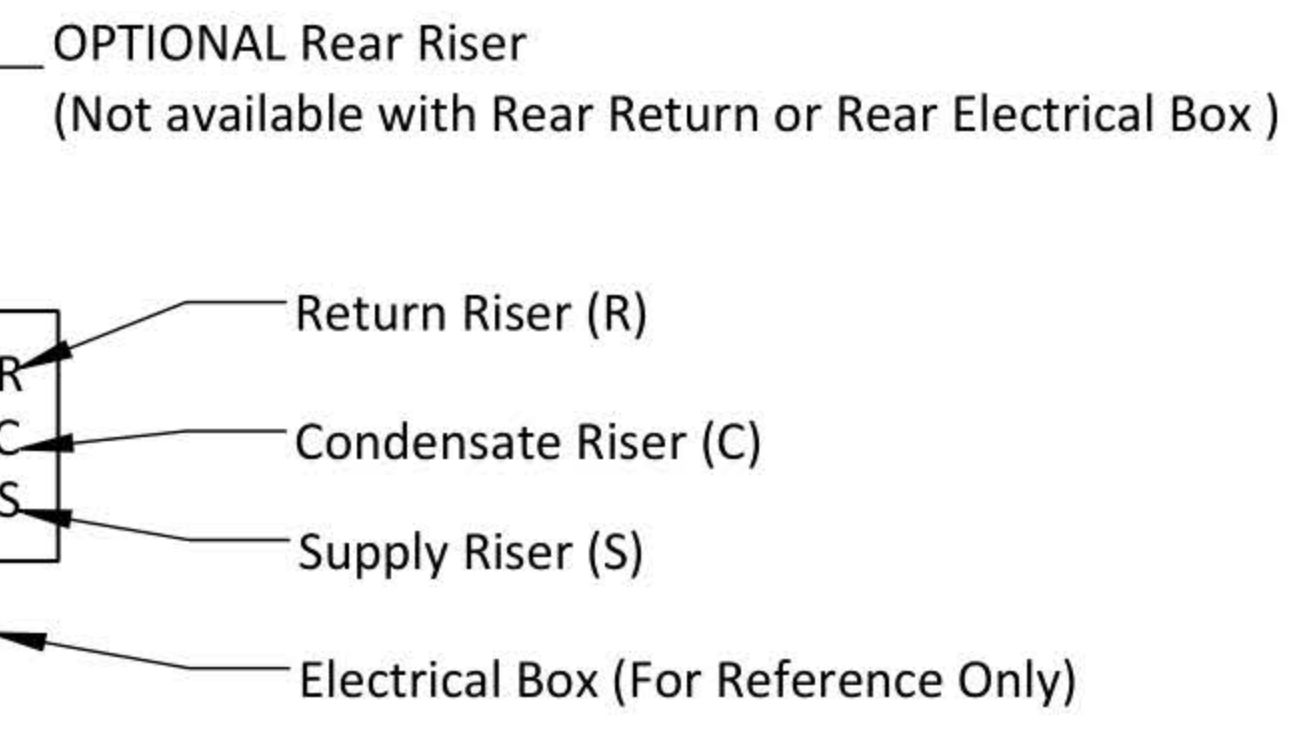 OPTIONAL Rear Riser
(Not available with Rear Return or Rear Electrical Box )
Return Riser (R)
R
Condensate Riser (C)
C
Supply Riser (S)
S
Electrical Box (For Reference Only)